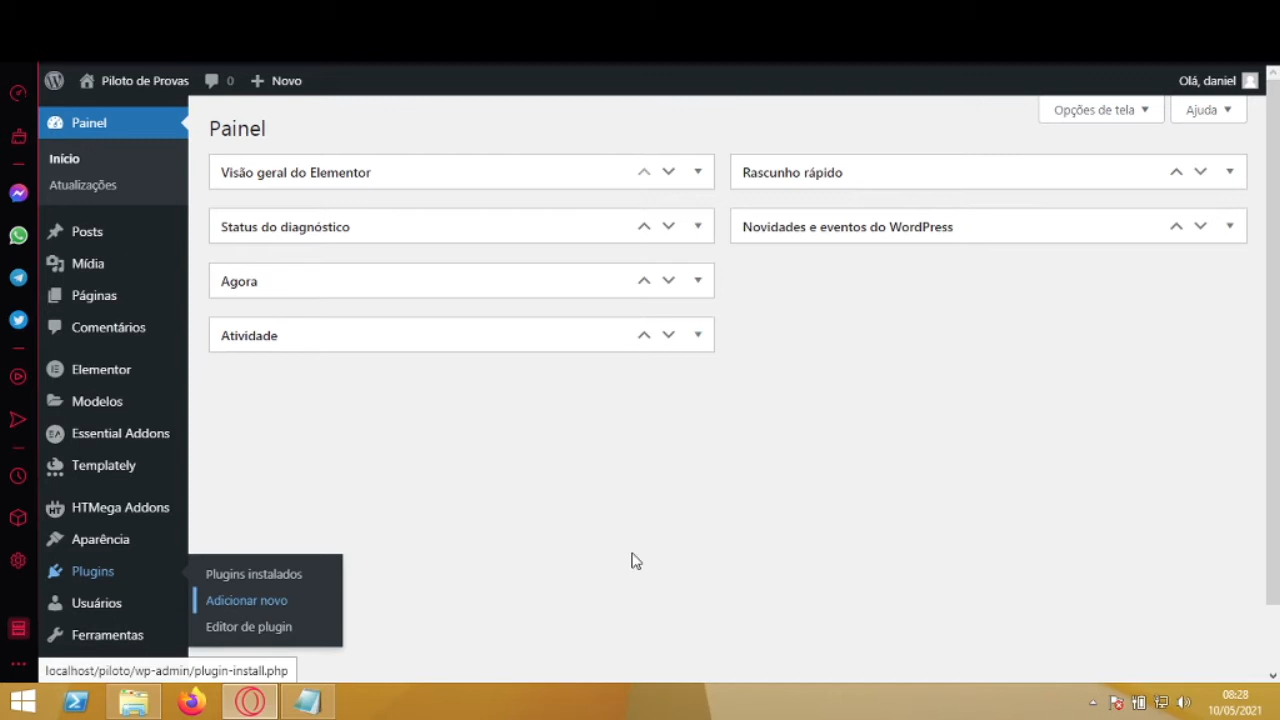 Piloto de Provas
0
Novo
Olá, daniel
Painel
Início
Atualizações
Posts
Mídia
Páginas
Comentários
Elementor
Modelos
Essential Addons
Templately
HTMega Addons
Aparência
Plugins
Usuários
Ferramentas
Plugins instalados
Adicionar novo
Editor de plugin
Opções de tela
Ajuda
Painel
Visão geral do Elementor
Rascunho rápido
Status do diagnóstico
Novidades e eventos do WordPress
Agora
Atividade
localhost/piloto/wp-admin/plugin-install.php
08:28
10/05/2021